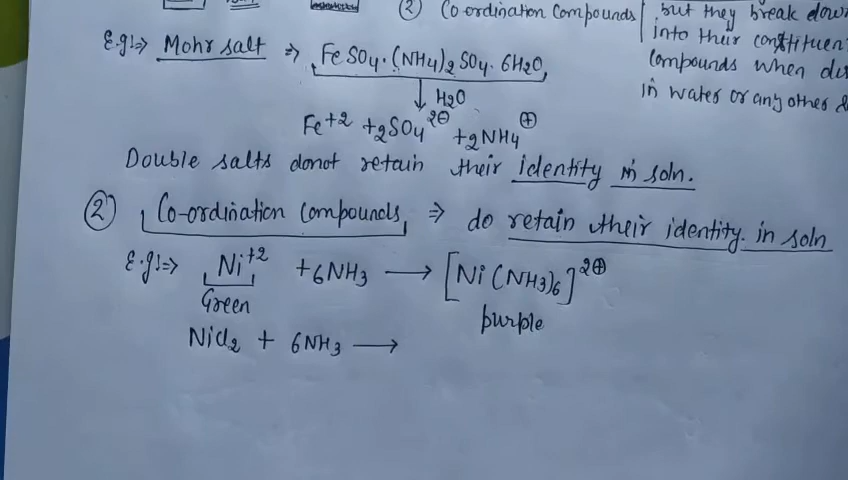 ② Co-ordination Compounds
but they break down
into their constituent
compounds when
in water or any other
E.g!⇒ Mohr salt ⇒ FeSO4.(NH4)2SO4.6H2O
↓ H2O
Fe+2 + 2SO4 2⊖ + 2NH4 ⊕
Double salts donot retain their identity in soln.
② Co-ordination Compounds ⇒ do retain their identity in soln
E.g!⇒ Ni+2 + 6NH3 ⟶ [Ni(NH3)6]2⊕
Green
purple
NiCl2 + 6NH3 ⟶